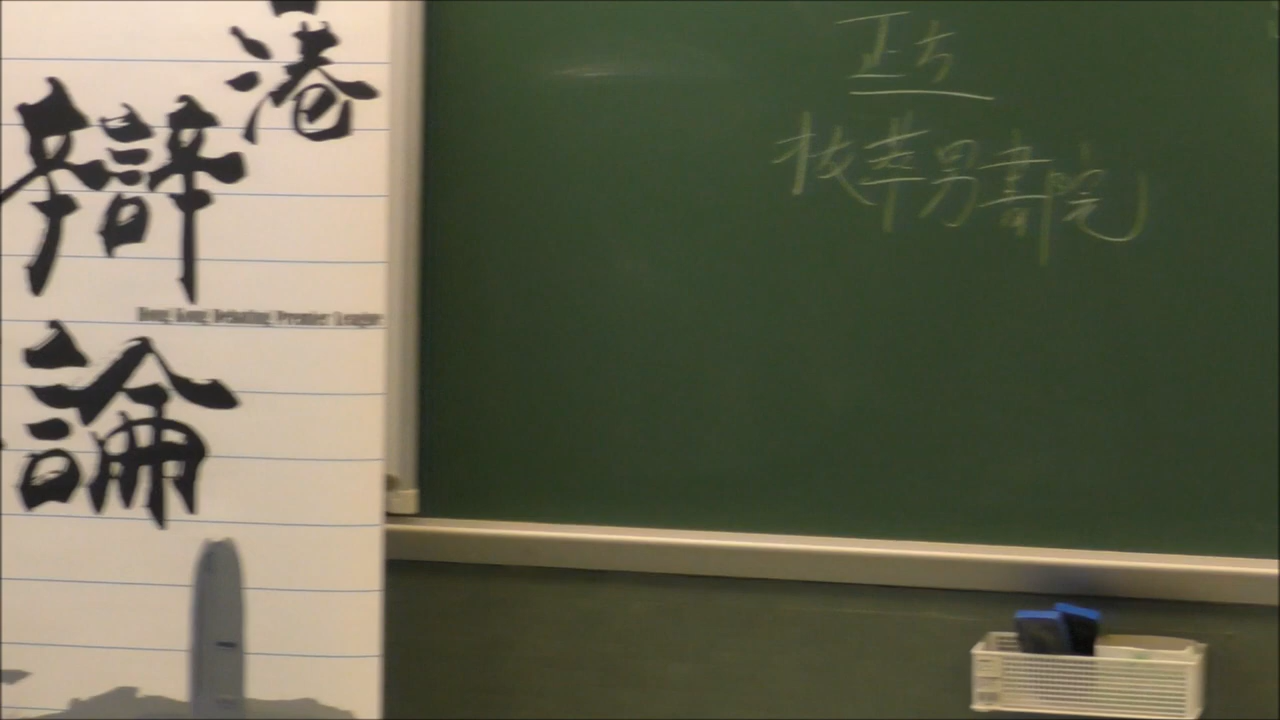 港
辯
Hong Kong Debating Premier League
論
正方
拔萃男書院